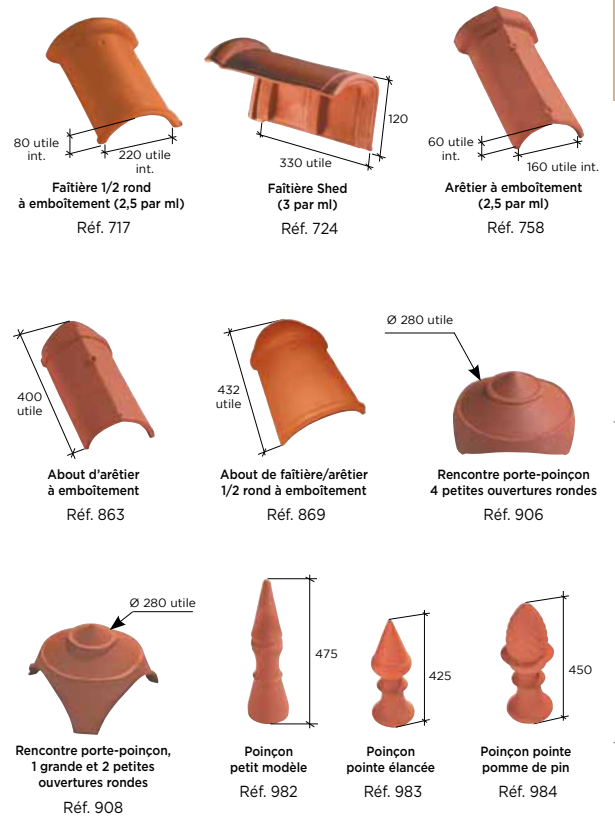 80 utile
int.
220 utile
int.
Faîtière 1/2 rond
à emboîtement (2,5 par ml)
Réf. 717
120
330 utile
Faîtière Shed
(3 par ml)
Réf. 724
60 utile
int.
160 utile int.
Arêtier à emboîtement
(2,5 par ml)
Réf. 758
400
utile
About d'arêtier
à emboîtement
Réf. 863
432
utile
About de faîtière/arêtier
1/2 rond à emboîtement
Réf. 869
Ø 280 utile
Rencontre porte-poinçon
4 petites ouvertures rondes
Réf. 906
Ø 280 utile
Rencontre porte-poinçon,
1 grande et 2 petites
ouvertures rondes
Réf. 908
475
Poinçon
petit modèle
Réf. 982
425
Poinçon
pointe élancée
Réf. 983
450
Poinçon pointe
pomme de pin
Réf. 984